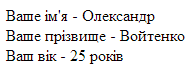 Ваше ім'я - Олександр
Ваше прізвище - Войтенко
Ваш вік - 25 років